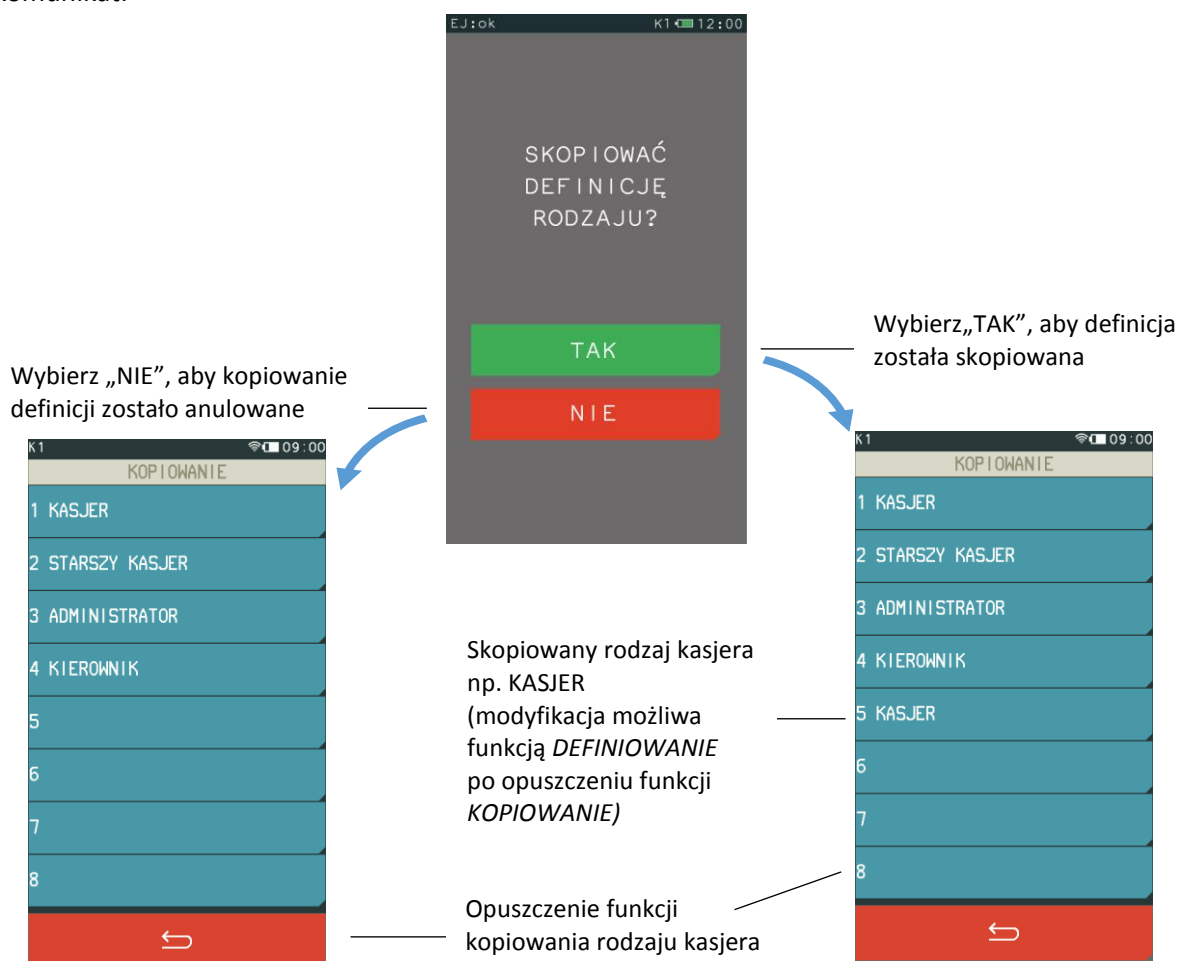 EJ:ok K1 12:00
SKOPIOWAĆ
DEFINICJĘ
RODZAJU?
TAK
NIE
Wybierz„TAK”, aby definicja
została skopiowana
Wybierz „NIE”, aby kopiowanie
definicji zostało anulowane
K1 09:00
KOPIOWANIE
1 KASJER
2 STARSZY KASJER
3 ADMINISTRATOR
4 KIEROWNIK
5
6
7
8
Skopiowany rodzaj kasjera
np. KASJER
(modyfikacja możliwa
funkcją DEFINIOWANIE
po opuszczeniu funkcji
KOPIOWANIE)
Opuszczenie funkcji
kopiowania rodzaju kasjera
K1 09:00
KOPIOWANIE
1 KASJER
2 STARSZY KASJER
3 ADMINISTRATOR
4 KIEROWNIK
5 KASJER
6
7
8